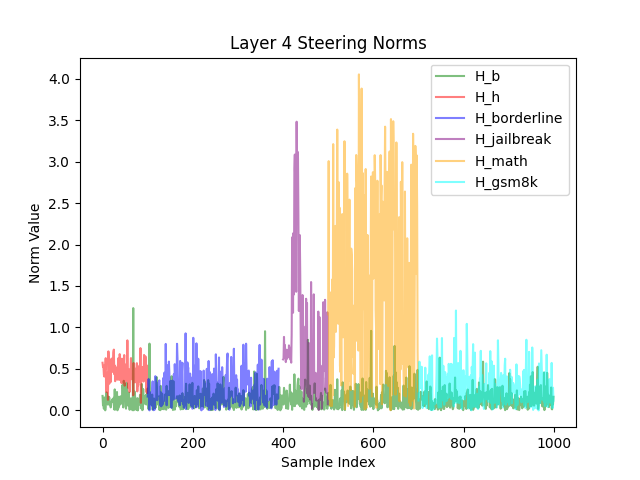 Layer 4 Steering Norms
Norm Value
4.0
3.5
3.0
2.5
2.0
1.5
1.0
0.5
0.0
H_b
H_h
H_borderline
H_jailbreak
H_math
H_gsm8k
0
200
400
600
800
1000
Sample Index